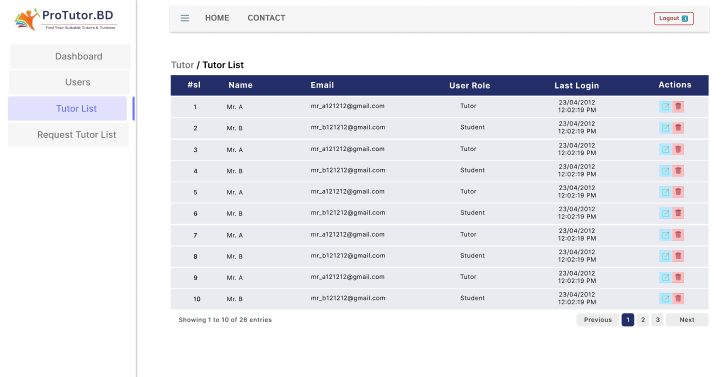 ProTutor.BD
Find Your Suitable Tutors & Tuitions
HOME CONTACT
Logout
Dashboard
Users
Tutor List
Request Tutor List
Tutor / Tutor List
#sl Name Email User Role Last Login Actions
1 Mr. A mr_a121212@gmail.com Tutor 23/04/2012 12:02:19 PM
2 Mr. B mr_b121212@gmail.com Student 23/04/2012 12:02:19 PM
3 Mr. A mr_a121212@gmail.com Tutor 23/04/2012 12:02:19 PM
4 Mr. B mr_b121212@gmail.com Student 23/04/2012 12:02:19 PM
5 Mr. A mr_a121212@gmail.com Tutor 23/04/2012 12:02:19 PM
6 Mr. B mr_b121212@gmail.com Student 23/04/2012 12:02:19 PM
7 Mr. A mr_a121212@gmail.com Tutor 23/04/2012 12:02:19 PM
8 Mr. B mr_b121212@gmail.com Student 23/04/2012 12:02:19 PM
9 Mr. A mr_a121212@gmail.com Tutor 23/04/2012 12:02:19 PM
10 Mr. B mr_b121212@gmail.com Student 23/04/2012 12:02:19 PM
Showing 1 to 10 of 26 entries
Previous 1 2 3 Next